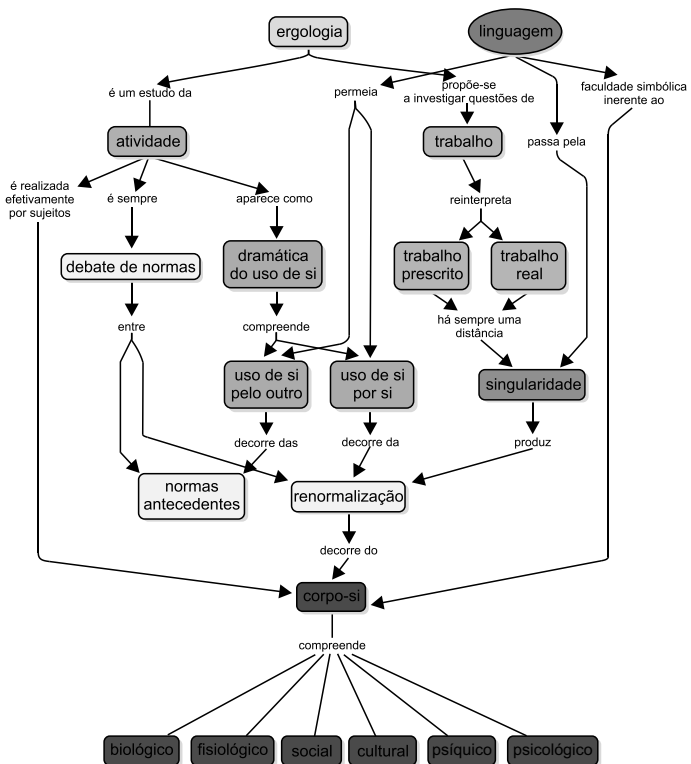 ergologia
linguagem
é um estudo da
permeia
propõe-se
a investigar questões de
faculdade simbólica
inerente ao
atividade
trabalho
passa pela
é realizada
efetivamente
por sujeitos
é sempre
aparece como
reinterpreta
debate de normas
dramática
do uso de si
trabalho
prescrito
trabalho
real
entre
compreende
há sempre uma
distância
uso de si
pelo outro
uso de si
por si
singularidade
decorre das
decorre da
produz
normas
antecedentes
renormalização
decorre do
corpo-si
compreende
biológico
fisiológico
social
cultural
psíquico
psicológico